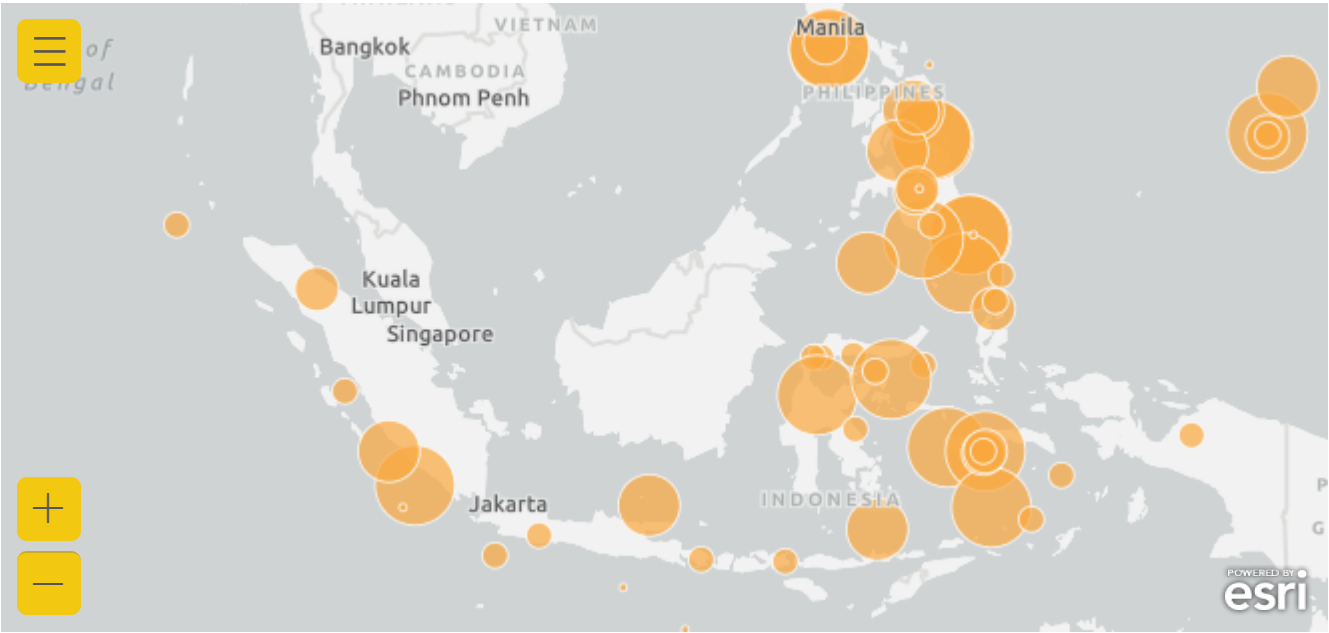 VIETNAM
Manila
Bangkok
of
Bengal
CAMBODIA
PHILIPPINES
Phnom Penh
Kuala
Lumpur
Singapore
Jakarta
INDONESIA
P
G
POWERED BY
esri